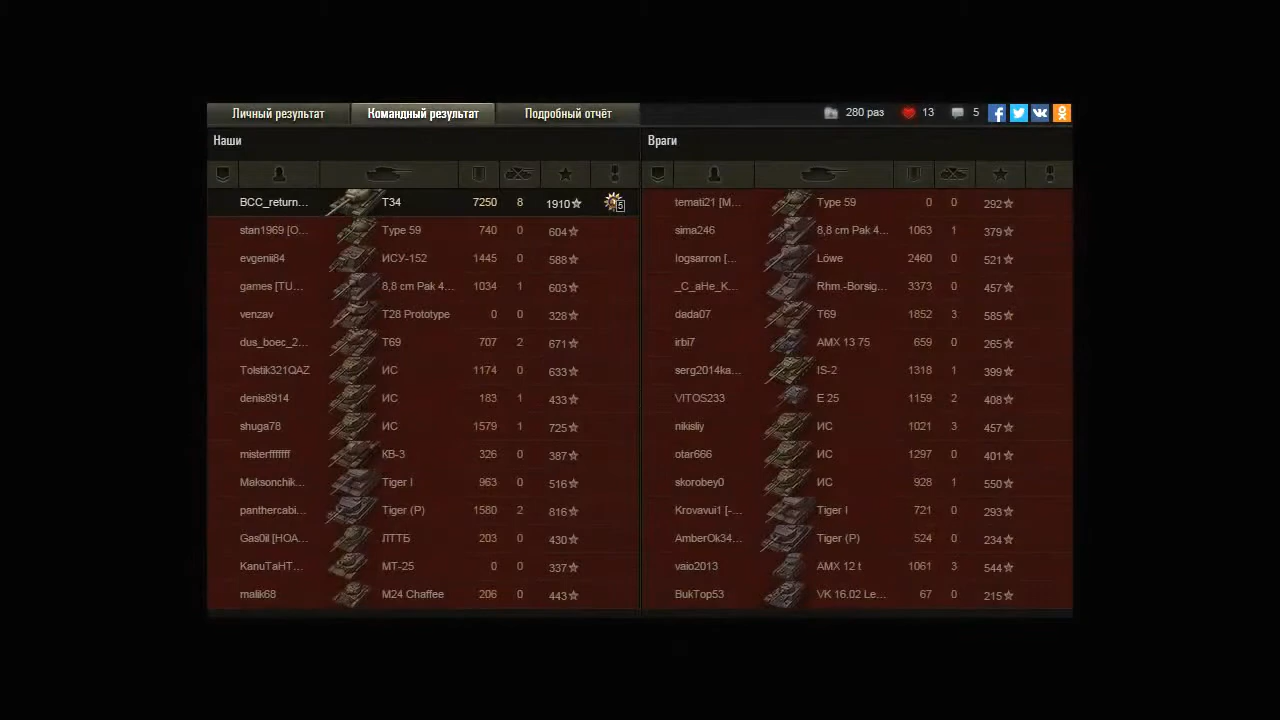 Личный результат Командный результат Подробный отчёт 280 раз 13 5
Наши Враги
BCC_return... T34 7250 8 1910 5 temati21 [M... Type 59 0 0 292
stan1969 [O... Type 59 740 0 604 sima246 8,8 cm Pak 4... 1063 1 379
evgenii84 ИСУ-152 1445 0 588 logsarron [... Löwe 2460 0 521
games [TU... 8,8 cm Pak 4... 1034 1 603 _C_aHe_K... Rhm.-Borsig... 3373 0 457
venzav T28 Prototype 0 0 328 dada07 T69 1852 3 585
dus_boec_2... T69 707 2 671 irbi7 AMX 13 75 659 0 265
Tolstik321QAZ ИС 1174 0 633 serg2014ka... IS-2 1318 1 399
denis8914 ИС 183 1 433 VITOS233 E 25 1159 2 408
shuga78 ИС 1579 1 725 nikisliy ИС 1021 3 457
misterfffffff КВ-3 326 0 387 otar666 ИС 1297 0 401
Maksonchik... Tiger I 963 0 516 skorobey0 ИС 928 1 550
panthercabi... Tiger (P) 1580 2 816 Krovavui1 [-... Tiger I 721 0 293
Gas0il [HOA... ЛТТБ 203 0 430 AmberOk34... Tiger (P) 524 0 234
KanuTaHT... МТ-25 0 0 337 vaio2013 AMX 12 t 1061 3 544
malik68 M24 Chaffee 206 0 443 BukTop53 VK 16.02 Le... 67 0 215